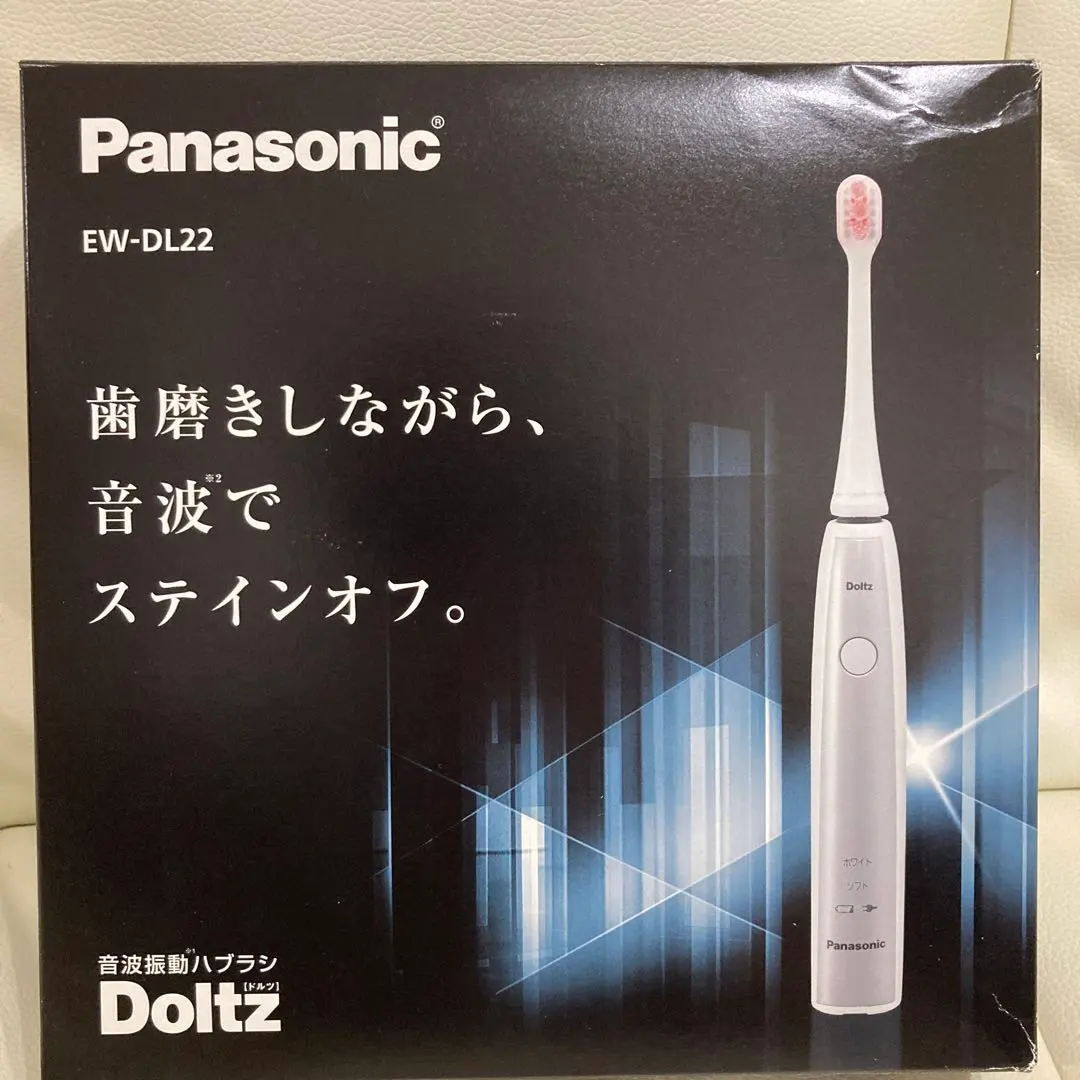 Panasonic®
EW-DL22
歯磨きしながら、
音波※2で
ステインオフ。
Doltz
ホワイト
ソフト
Panasonic
音波振動※1ハブラシ
Doltz [ドルツ]